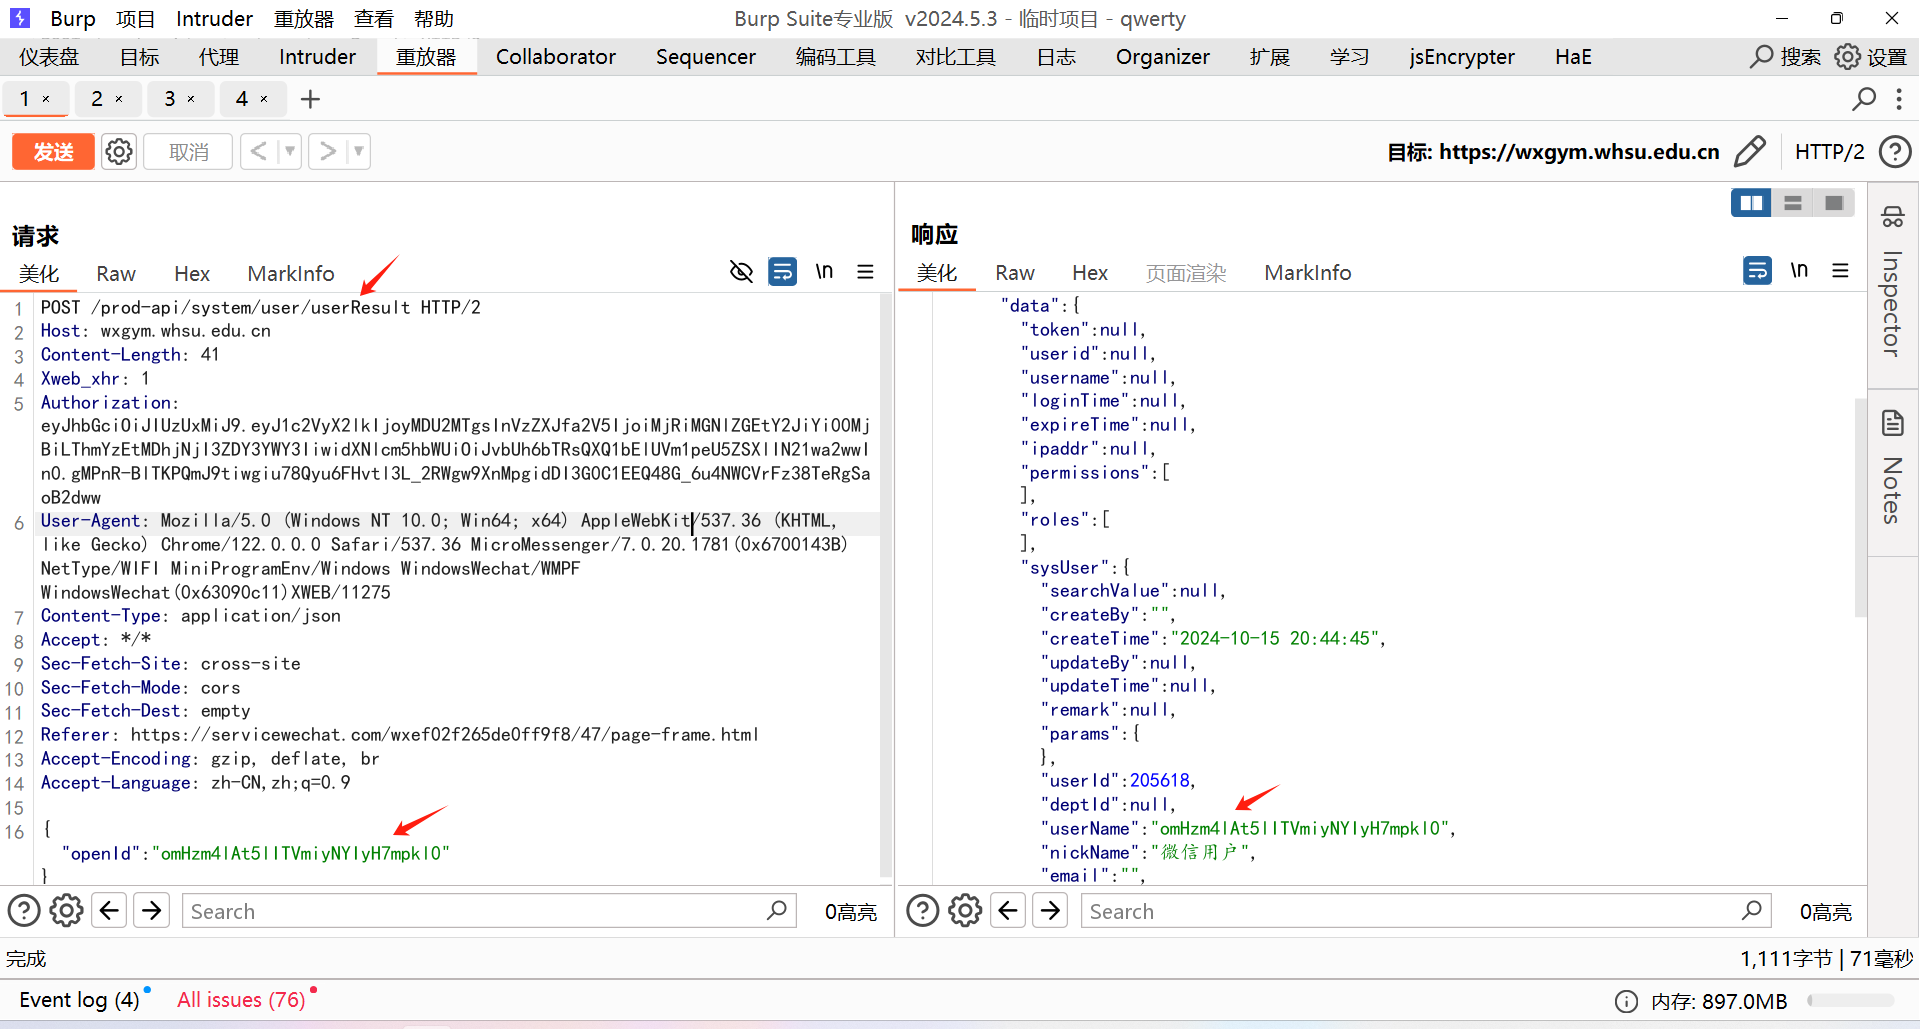 Burp 项目 Intruder 重放器 查看 帮助 Burp Suite专业版 v2024.5.3 - 临时项目 - qwerty
仪表盘 目标 代理 Intruder 重放器 Collaborator Sequencer 编码工具 对比工具 日志 Organizer 扩展 学习 jsEncrypter HaE 搜索 设置
1 × 2 × 3 × 4 × +
发送 取消 < > 目标: https://wxgym.whsu.edu.cn HTTP/2
请求
美化 Raw Hex MarkInfo \n
1 POST /prod-api/system/user/userResult HTTP/2
2 Host: wxgym.whsu.edu.cn
3 Content-Length: 41
4 Xweb_xhr: 1
5 Authorization:
eyJhbGciOiJIUzUxMiJ9.eyJ1c2VyX2lkIjoyMDU2MTgsInVzZXJfa2V5IjoiMjRiMGNlZGEtY2JiYi00Mj
BiLThmYzEtMDhjNjI3ZDY3YWY3IiwidXNlcm5hbWUiOiJvbUh6bTRsQXQ1bElUVm1peU5ZSXlIN21wa2wwI
n0.gMPnR-BlTKPQmJ9tiwgiu78Qyu6FHvtl3L_2RWgw9XnMpgidDl3G0C1EEQ48G_6u4NWCVrFz38TeRgSa
oB2dww
6 User-Agent: Mozilla/5.0 (Windows NT 10.0; Win64; x64) AppleWebKit/537.36 (KHTML,
like Gecko) Chrome/122.0.0.0 Safari/537.36 MicroMessenger/7.0.20.1781(0x6700143B)
NetType/WIFI MiniProgramEnv/Windows WindowsWechat/WMPF
WindowsWechat(0x63090c11)XWEB/11275
7 Content-Type: application/json
8 Accept: */*
9 Sec-Fetch-Site: cross-site
10 Sec-Fetch-Mode: cors
11 Sec-Fetch-Dest: empty
12 Referer: https://servicewechat.com/wxef02f265de0ff9f8/47/page-frame.html
13 Accept-Encoding: gzip, deflate, br
14 Accept-Language: zh-CN,zh;q=0.9
15
16 {
"openId":"omHzm4lAt5lITVmiyNYIyH7mpkl0"
}
Search 0高亮
响应
美化 Raw Hex 页面渲染 MarkInfo \n
"data":{
"token":null,
"userid":null,
"username":null,
"loginTime":null,
"expireTime":null,
"ipaddr":null,
"permissions":[
],
"roles":[
],
"sysUser":{
"searchValue":null,
"createBy":"",
"createTime":"2024-10-15 20:44:45",
"updateBy":null,
"updateTime":null,
"remark":null,
"params":{
},
"userId":205618,
"deptId":null,
"userName":"omHzm4lAt5lITVmiyNYIyH7mpkl0",
"nickName":"微信用户",
"email":"",
Search 0高亮
Inspector
Notes
完成 1,111字节 | 71毫秒
Event log (4) All issues (76) 内存: 897.0MB